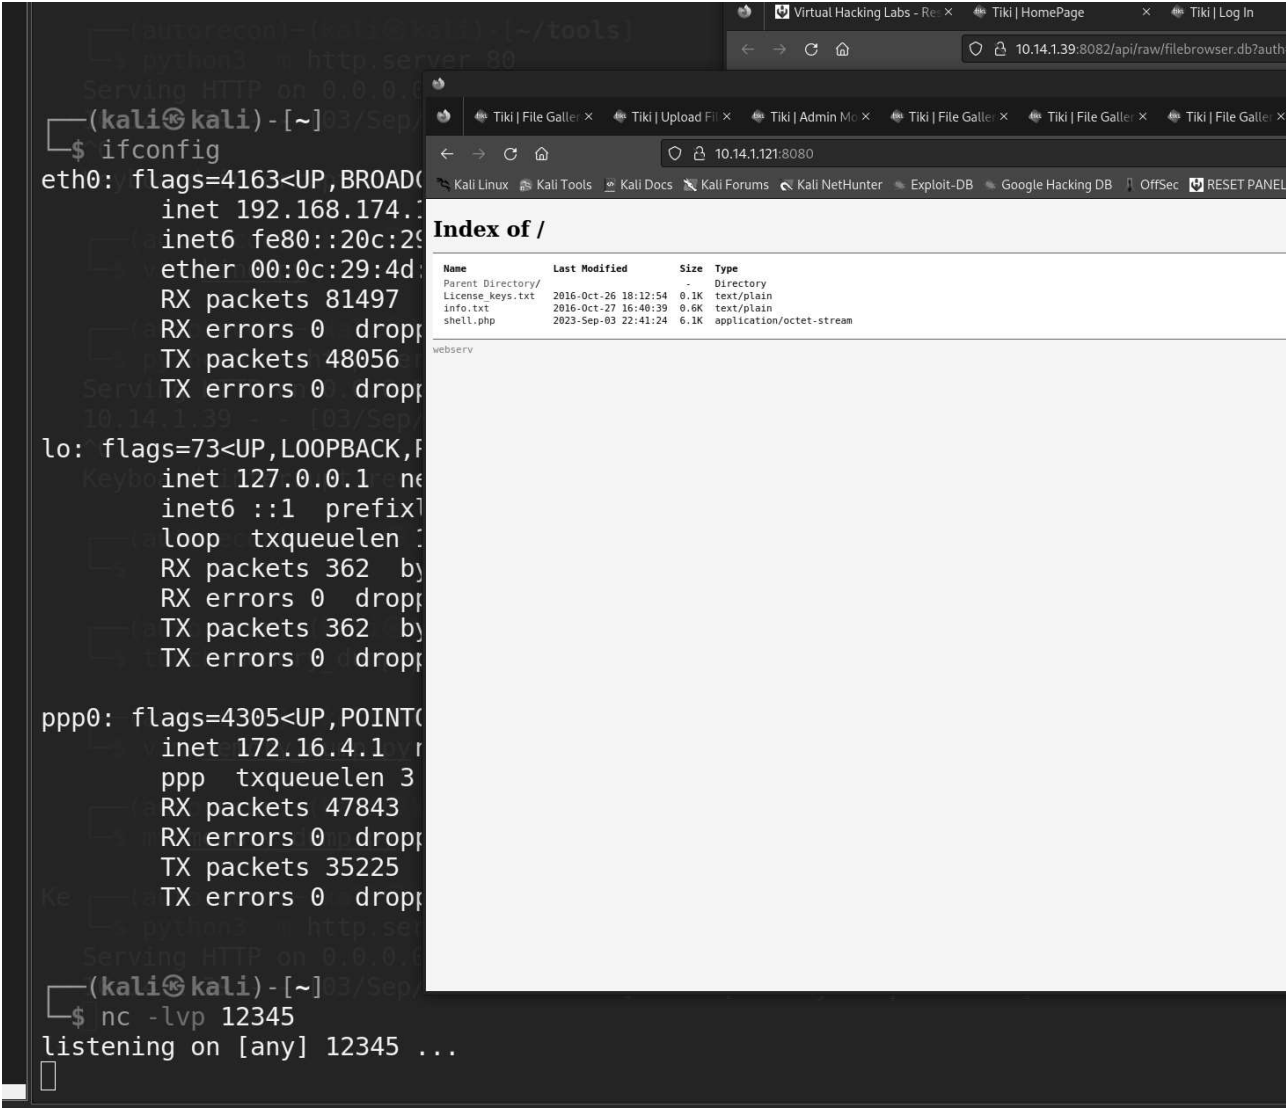 Virtual Hacking Labs - Re
Tiki | HomePage
Tiki | Log In
10.14.1.39:8082/api/raw/filebrowser.db?auth
Tiki | File Galle
Tiki | Upload Fi
Tiki | Admin Mo
Tiki | File Galle
Tiki | File Galle
Tiki | File Galle
10.14.1.121:8080
Kali Linux Kali Tools Kali Docs Kali Forums Kali NetHunter Exploit-DB Google Hacking DB OffSec RESET PANEL
Index of /
Name Last Modified Size Type
Parent Directory/ - Directory
License_keys.txt 2016-Oct-26 18:12:54 0.1K text/plain
info.txt 2016-Oct-27 16:40:39 0.6K text/plain
shell.php 2023-Sep-03 22:41:24 6.1K application/octet-stream
webserv
(kali㉿kali)-[~]
$ ifconfig
eth0: flags=4163<UP,BROAD
inet 192.168.174.
inet6 fe80::20c:29
ether 00:0c:29:4d:
RX packets 81497
RX errors 0 drop
TX packets 48056
TX errors 0 drop
lo: flags=73<UP,LOOPBACK,
inet 127.0.0.1 ne
inet6 ::1 prefix
loop txqueuelen
RX packets 362 by
RX errors 0 drop
TX packets 362 by
TX errors 0 drop
ppp0: flags=4305<UP,POINT
inet 172.16.4.1
ppp txqueuelen 3
RX packets 47843
RX errors 0 drop
TX packets 35225
TX errors 0 drop
(kali㉿kali)-[~]
$ nc -lvp 12345
listening on [any] 12345 ...